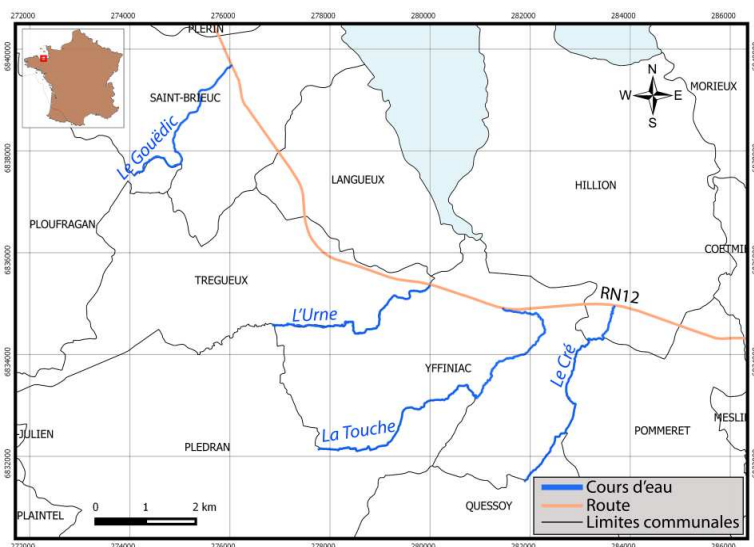 272000 274000 276000 278000 280000 282000 284000 286000
PLERIN
6840000
SAINT-BRIEUC
N
W E
S
MORIEUX
Le Gouëdic
6838000
LANGUEUX
HILLION
PLOUFRAGAN
COETMIE
6836000
TREGUEUX
RN12
L'Urne
6834000
YFFINIAC
Le Cré
La Touche
MESLI
-JULIEN
PLEDRAN
POMMERET
6832000
PLAINTEL
0 1 2 km
QUESSOY
Cours d'eau
Route
Limites communales
272000 274000 276000 278000 280000 282000 284000 286000